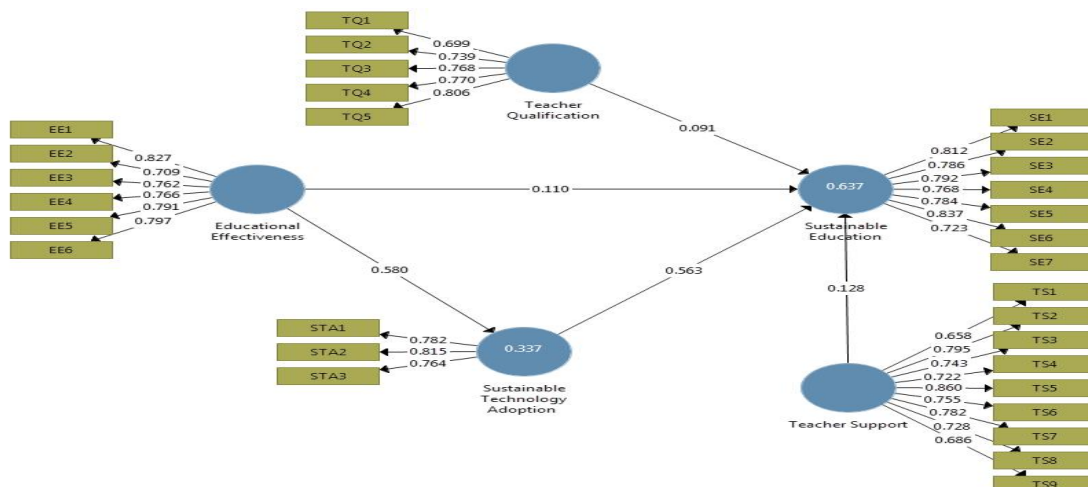 TQ1
TQ2
TQ3
TQ4
TQ5
0.699
0.739
0.768
0.770
0.806
Teacher
Qualification
0.091
EE1
EE2
EE3
EE4
EE5
EE6
0.827
0.709
0.762
0.766
0.791
0.797
Educational
Effectiveness
0.110
0.580
STA1
STA2
STA3
0.782
0.815
0.764
0.337
Sustainable
Technology
Adoption
0.563
0.637
Sustainable
Education
0.812
0.786
0.792
0.768
0.784
0.837
0.723
SE1
SE2
SE3
SE4
SE5
SE6
SE7
0.128
Teacher Support
0.658
0.795
0.743
0.722
0.860
0.755
0.782
0.728
0.686
TS1
TS2
TS3
TS4
TS5
TS6
TS7
TS8
TS9